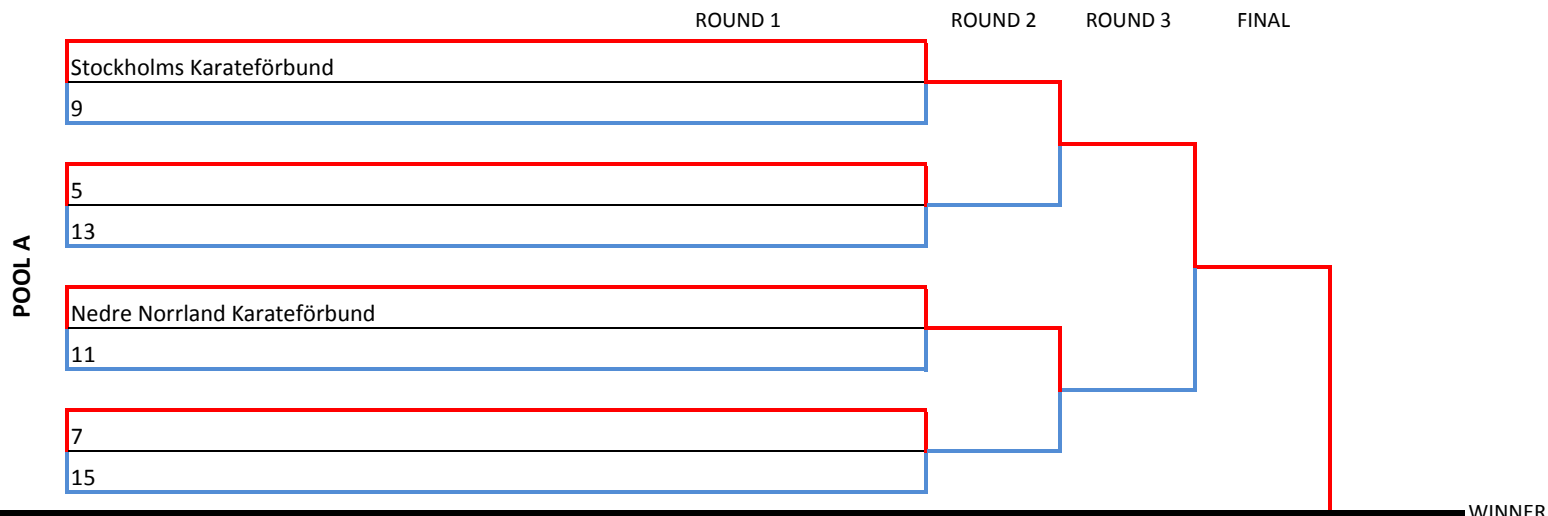 ROUND 1 ROUND 2 ROUND 3 FINAL
Stockholms Karateförbund
9
5
13
POOL A
Nedre Norrland Karateförbund
11
7
15
WINNER